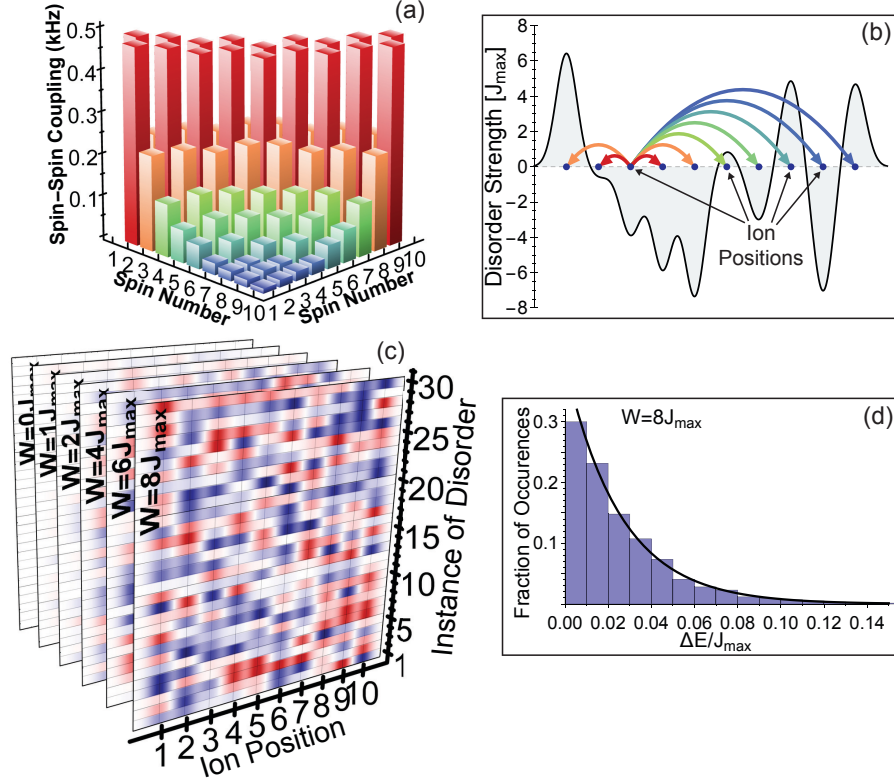 (a)
Spin-Spin Coupling (kHz)
0.5
0.4
0.3
0.2
0.1
1 2 3 4 5 6 7 8 9 10
Spin Number
1 2 3 4 5 6 7 8 9 10
Spin Number
(b)
Disorder Strength [Jmax]
8
6
4
2
0
-2
-4
-6
-8
Ion
Positions
(c)
W=0Jmax
W=1Jmax
W=2Jmax
W=4Jmax
W=6Jmax
W=8Jmax
30
25
20
15
10
5
1
Instance of Disorder
1 2 3 4 5 6 7 8 9 10
Ion Position
(d)
W=8Jmax
Fraction of Occurences
0.3
0.2
0.1
0.00 0.02 0.04 0.06 0.08 0.10 0.12 0.14
ΔE/Jmax